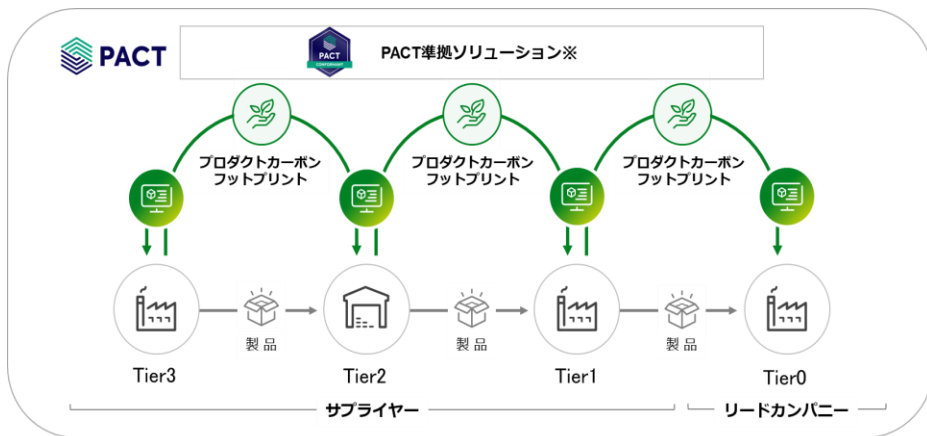 PACT
PACT
CONFORMANT
PACT準拠ソリューション※
プロダクトカーボン
フットプリント
プロダクトカーボン
フットプリント
プロダクトカーボン
フットプリント
製品
製品
製品
Tier3
Tier2
Tier1
Tier0
サプライヤー
リードカンパニー